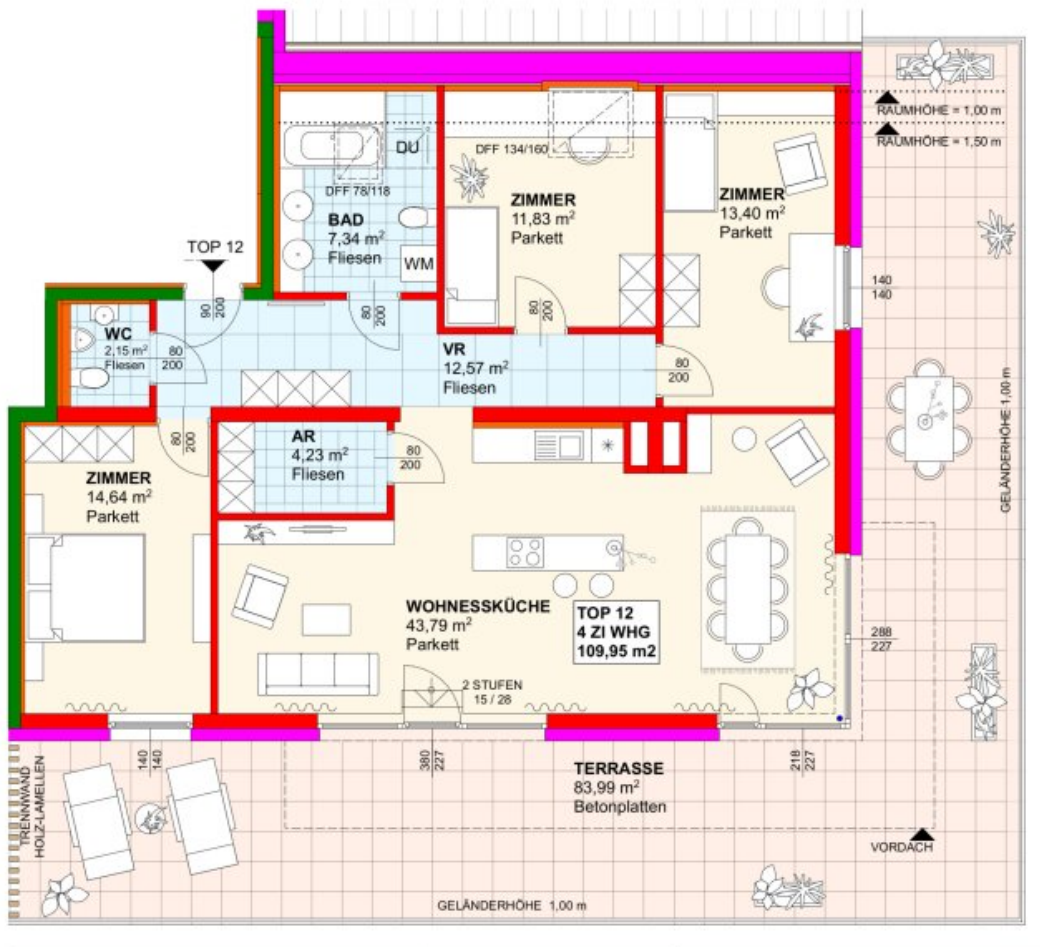 RAUMHÖHE = 1,00 m
RAUMHÖHE = 1,50 m
DU
DFF 78/118
BAD
7,34 m²
Fliesen
WM
DFF 134/160
ZIMMER
11,83 m²
Parkett
ZIMMER
13,40 m²
Parkett
TOP 12
90
200
80
200
80
200
140
140
WC
2,15 m²
Fliesen
80
200
VR
12,57 m²
Fliesen
80
200
GELÄNDERHÖHE 1,00 m
80
200
AR
4,23 m²
Fliesen
80
200
ZIMMER
14,64 m²
Parkett
WOHNESSKÜCHE
43,79 m²
Parkett
TOP 12
4 ZI WHG
109,95 m2
288
227
2 STUFEN
15 / 28
140
140
380
227
218
227
TERRASSE
83,99 m²
Betonplatten
TRENNWAND
HOLZ-LAMELLEN
VORDACH
GELÄNDERHÖHE 1,00 m